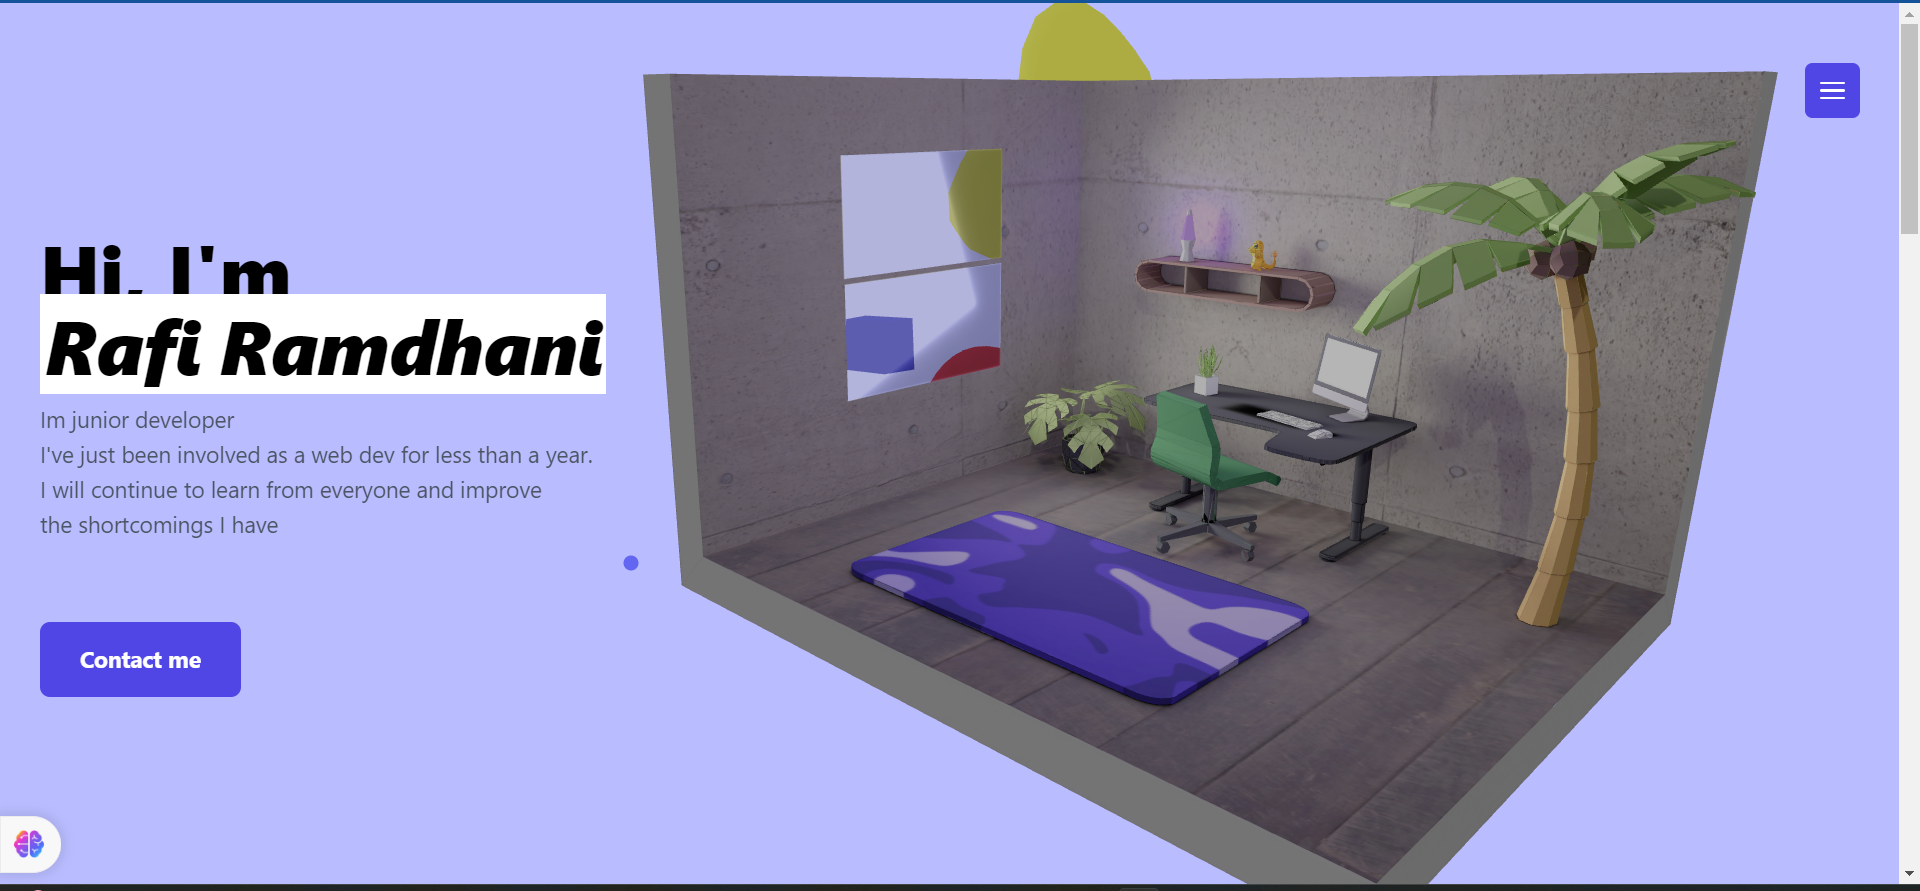 Hi, I'm
Rafi Ramdhani
Im junior developer
I've just been involved as a web dev for less than a year.
I will continue to learn from everyone and improve
the shortcomings I have
Contact me